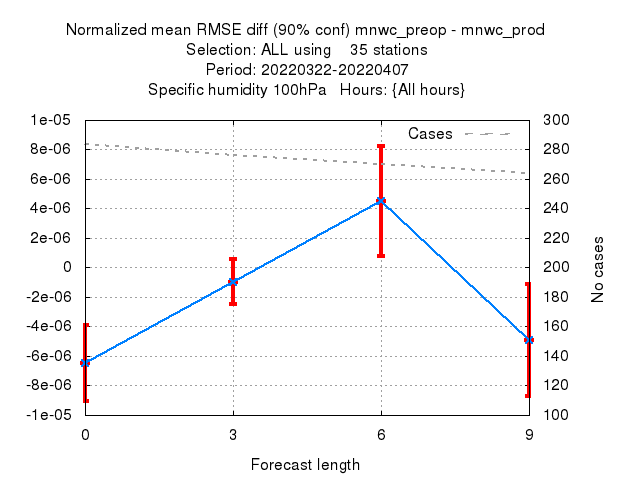 Normalized mean RMSE diff (90% conf) mnwc_preop - mnwc_prod
Selection: ALL using    35 stations
Period: 20220322-20220407
Specific humidity 100hPa   Hours: {All hours}
1e-05
8e-06
6e-06
4e-06
2e-06
0
-2e-06
-4e-06
-6e-06
-8e-06
-1e-05
Cases
300
280
260
240
220
200
180
160
140
120
100
No cases
0 3 6 9
Forecast length